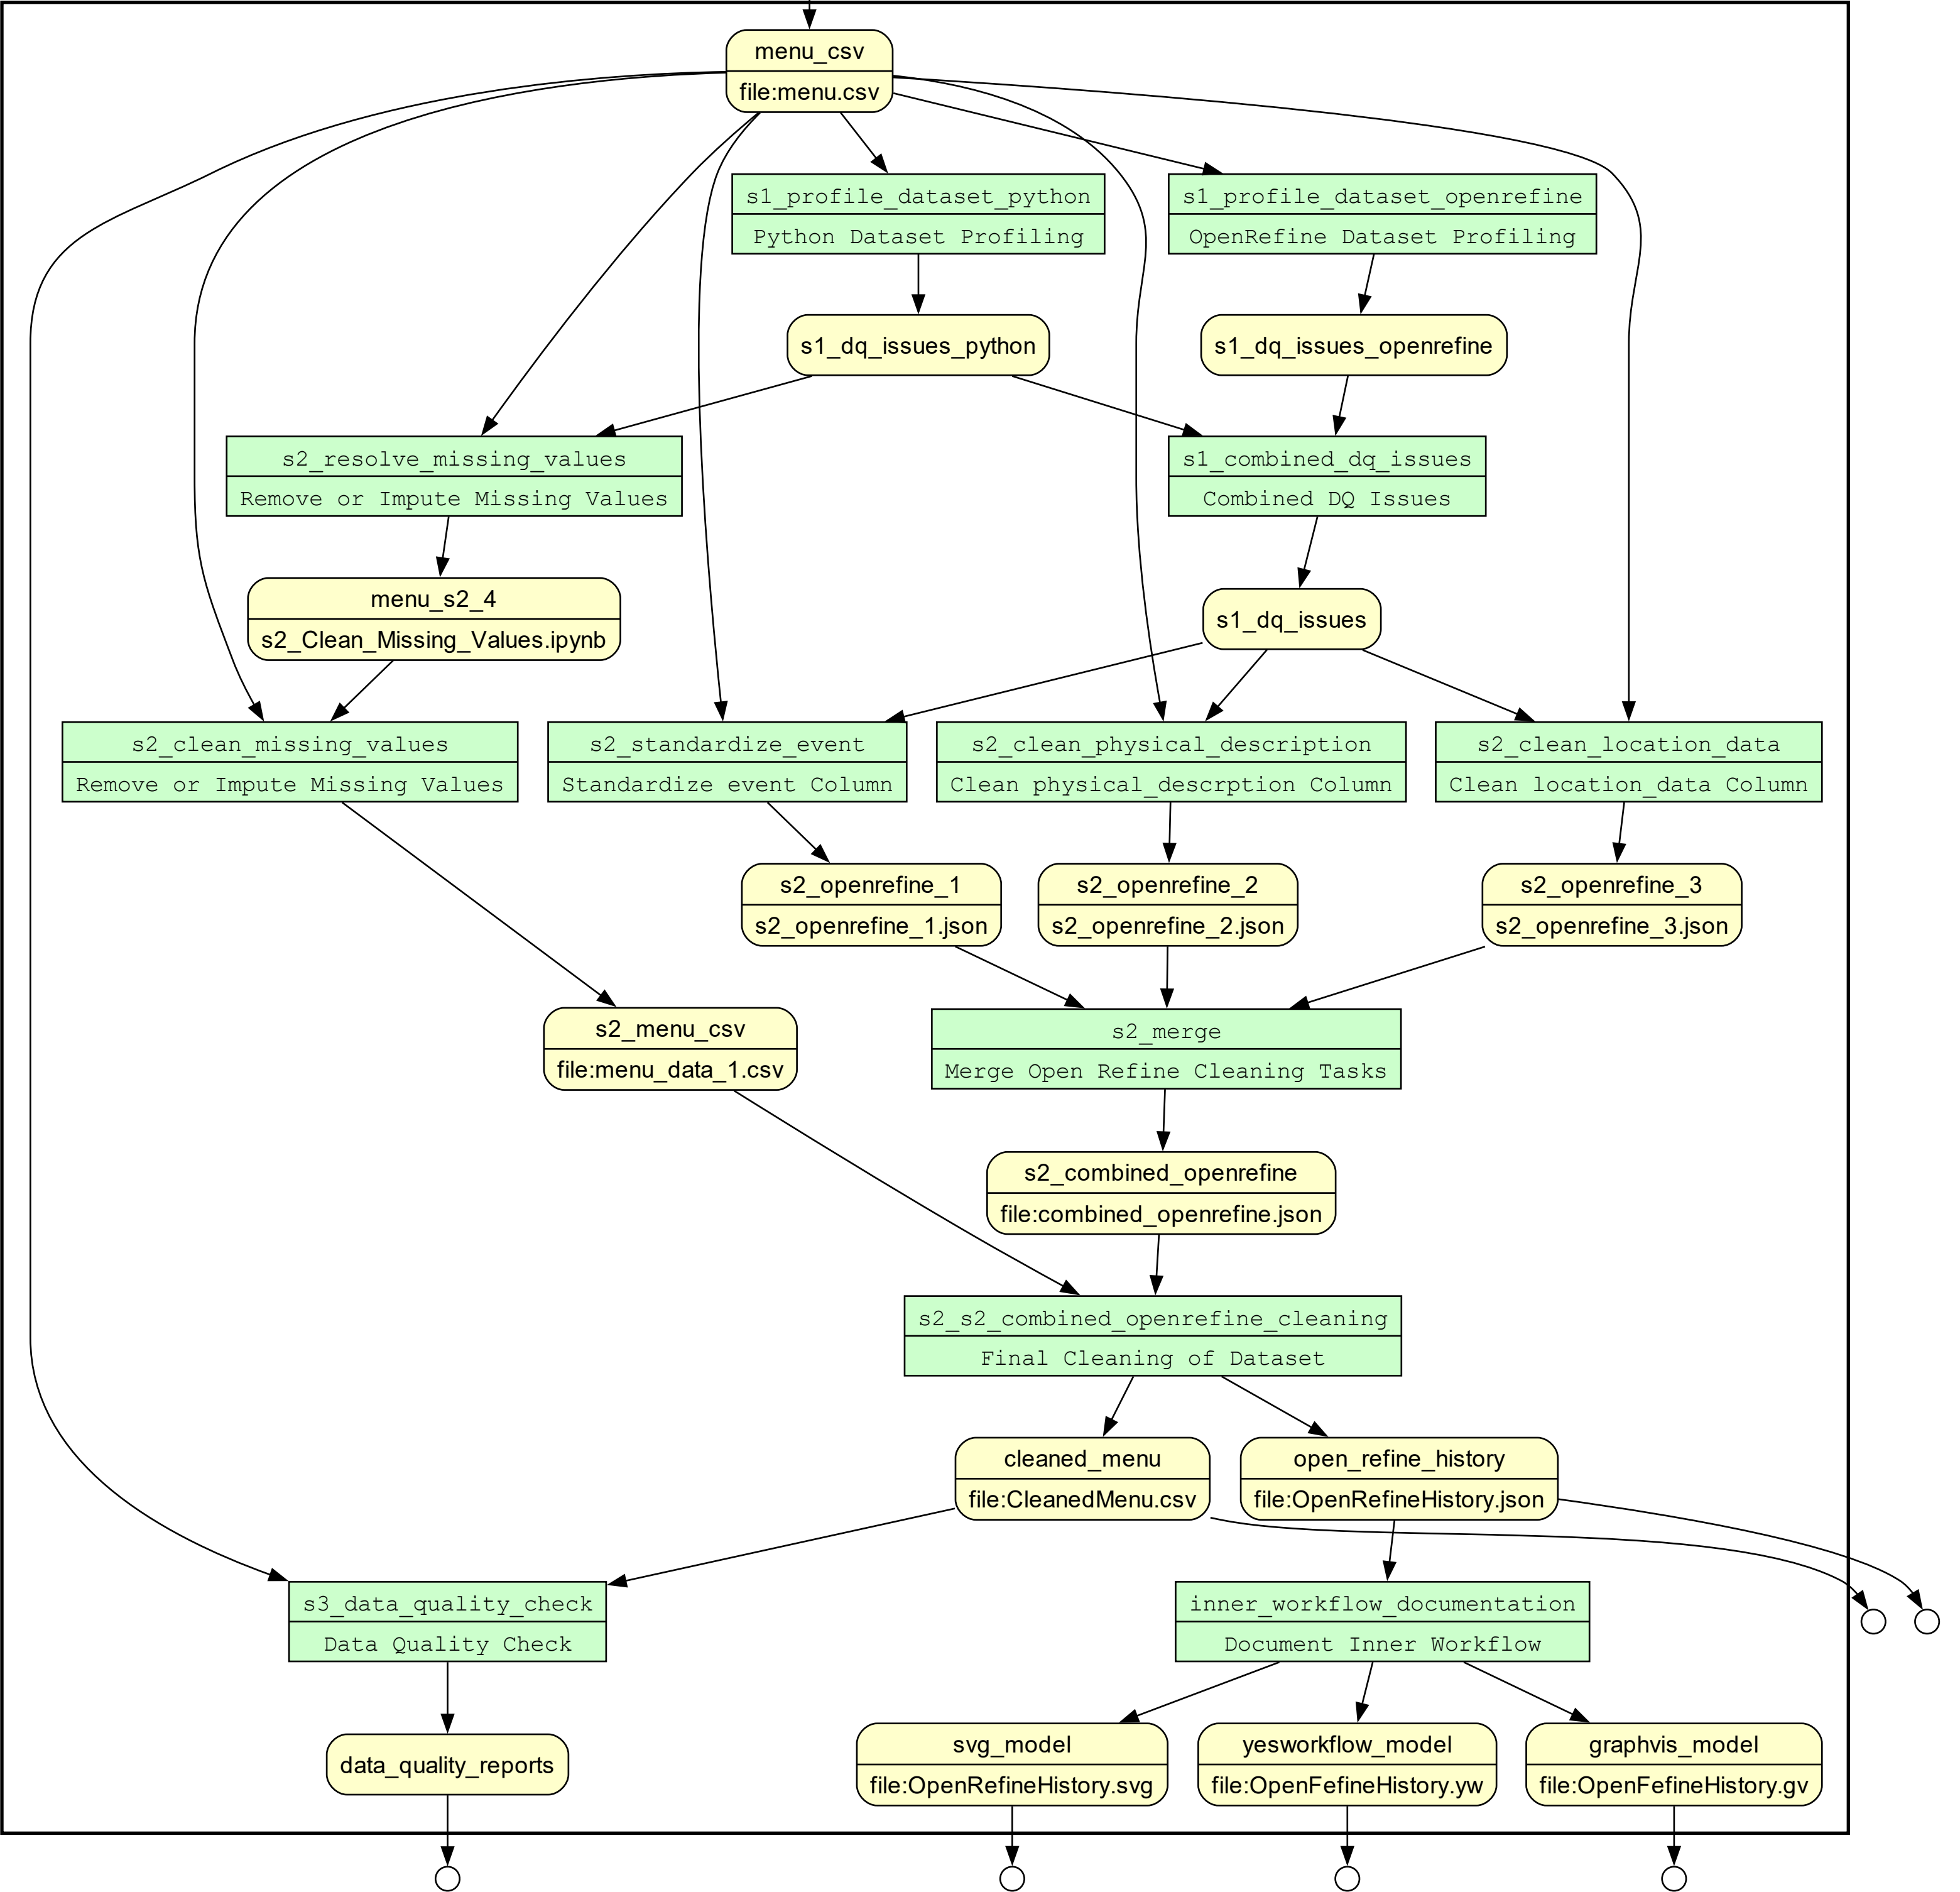 menu_csv
file:menu.csv
s1_profile_dataset_python
Python Dataset Profiling
s1_profile_dataset_openrefine
OpenRefine Dataset Profiling
s1_dq_issues_python
s1_dq_issues_openrefine
s2_resolve_missing_values
Remove or Impute Missing Values
s1_combined_dq_issues
Combined DQ Issues
menu_s2_4
s2_Clean_Missing_Values.ipynb
s1_dq_issues
s2_clean_missing_values
Remove or Impute Missing Values
s2_standardize_event
Standardize event Column
s2_clean_physical_description
Clean physical_descrption Column
s2_clean_location_data
Clean location_data Column
s2_openrefine_1
s2_openrefine_1.json
s2_openrefine_2
s2_openrefine_2.json
s2_openrefine_3
s2_openrefine_3.json
s2_menu_csv
file:menu_data_1.csv
s2_merge
Merge Open Refine Cleaning Tasks
s2_combined_openrefine
file:combined_openrefine.json
s2_s2_combined_openrefine_cleaning
Final Cleaning of Dataset
cleaned_menu
file:CleanedMenu.csv
open_refine_history
file:OpenRefineHistory.json
s3_data_quality_check
Data Quality Check
inner_workflow_documentation
Document Inner Workflow
data_quality_reports
svg_model
file:OpenRefineHistory.svg
yesworkflow_model
file:OpenFefineHistory.yw
graphvis_model
file:OpenFefineHistory.gv